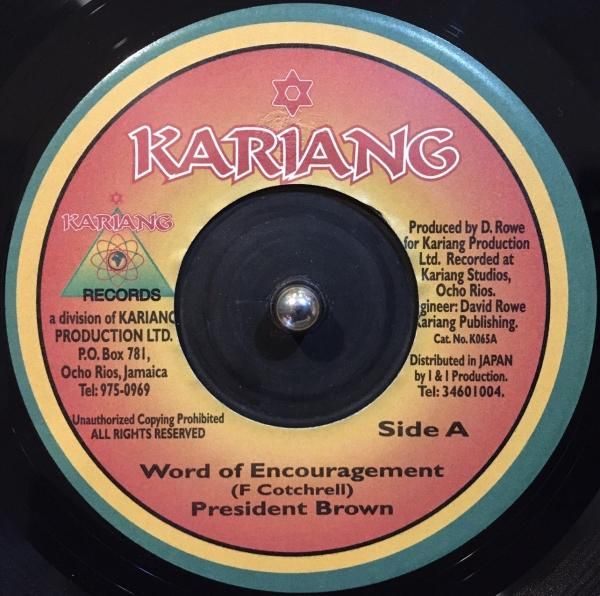 KARIANG
KARIANG
RECORDS
a division of KARIANG
PRODUCTION LTD.
P.O. Box 781,
Ocho Rios, Jamaica
Tel: 975-0969
Unauthorized Copying Prohibited
ALL RIGHTS RESERVED
Produced by D. Rowe
for Kariang Production
Ltd. Recorded at
Kariang Studios,
Ocho Rios.
gineer: David Rowe
Kariang Publishing.
Cat. No. K065A
Distributed in JAPAN
by I & I Production.
Tel: 34601004.
Side A
Word of Encouragement
(F Cotchrell)
President Brown